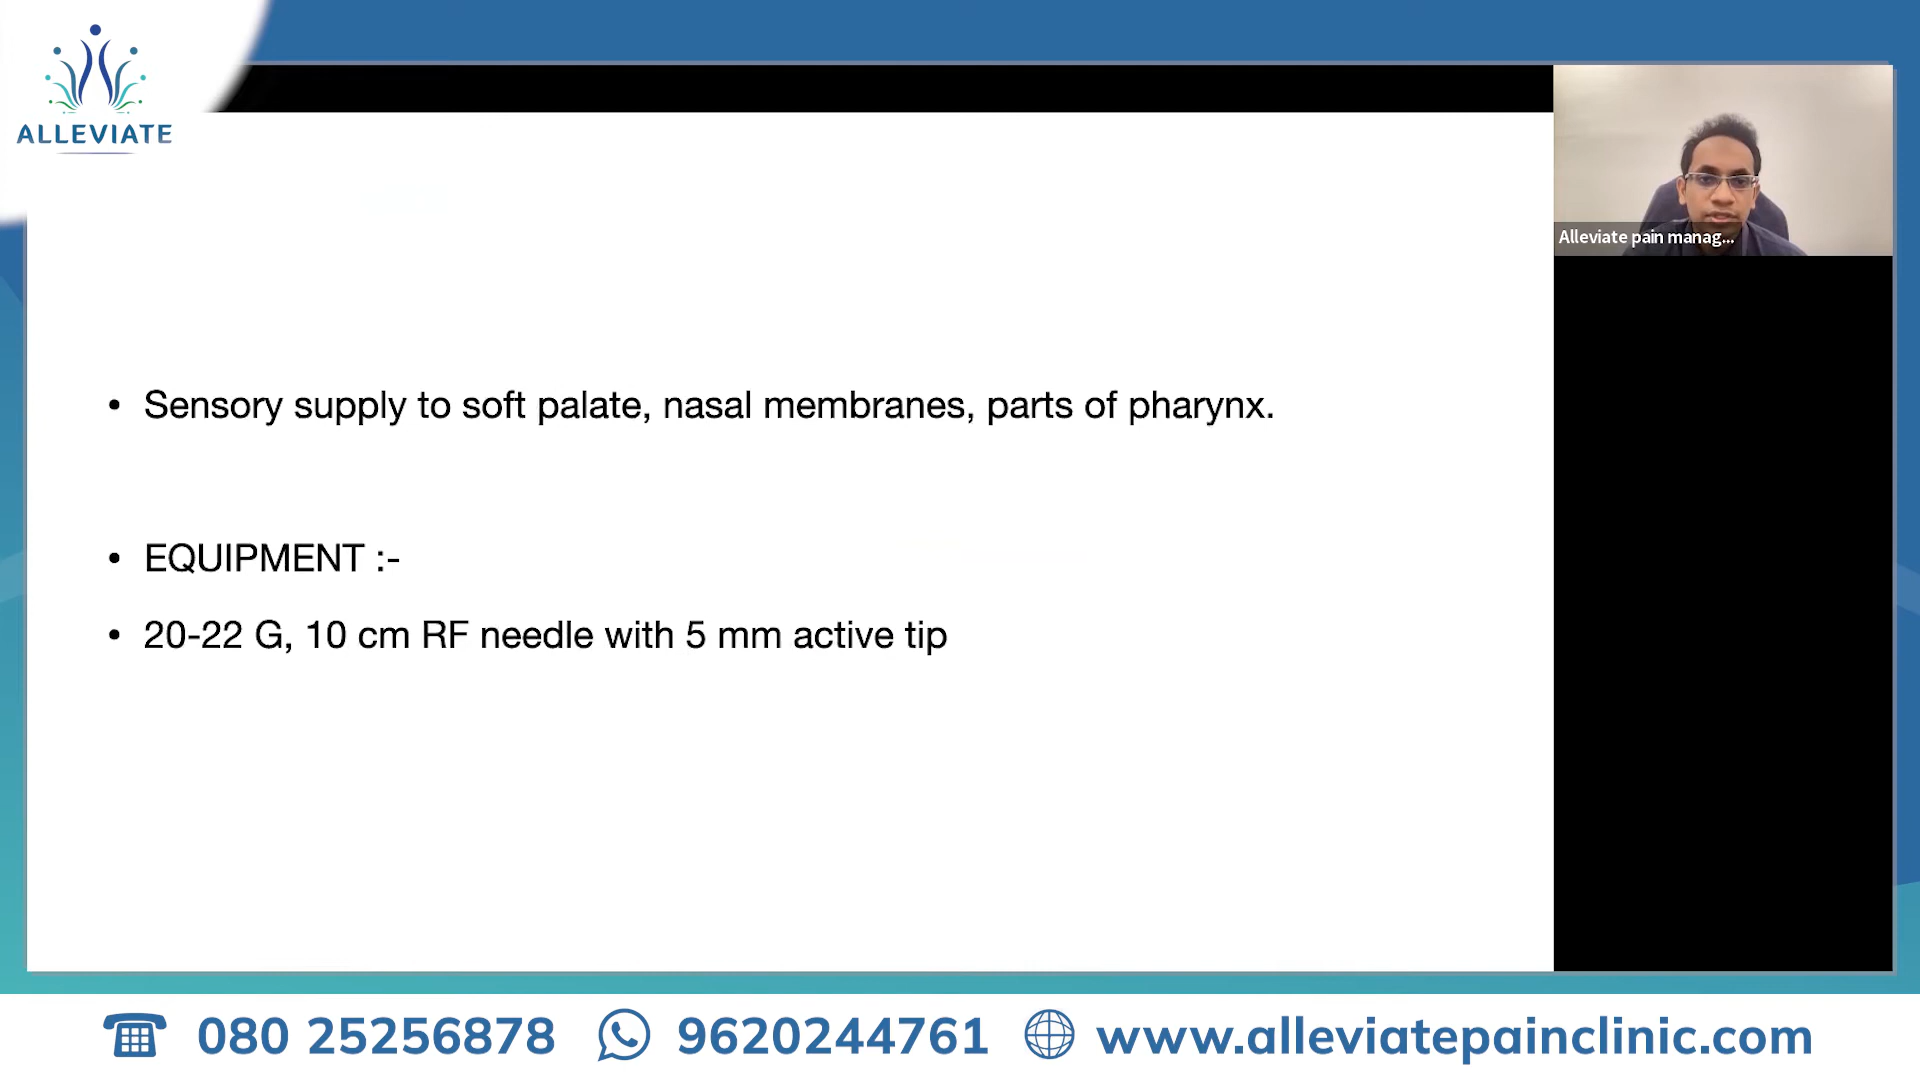 ALLEVIATE
Alleviate pain manag...
• Sensory supply to soft palate, nasal membranes, parts of pharynx.
• EQUIPMENT :-
• 20-22 G, 10 cm RF needle with 5 mm active tip
080 25256878 9620244761 www.alleviatepainclinic.com